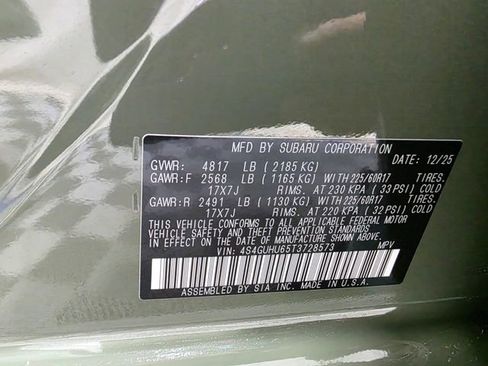 MFD BY SUBARU CORPORATION
GVWR: 4817 LB ( 2185 KG) DATE: 12/25
GAWR:F 2568 LB ( 1165 KG) WITH 225/60R17 TIRES.
17X7J RIMS. AT 230 KPA ( 33 PSI) COLD
GAWR:R 2491 LB ( 1130 KG) WITH 225/60R17 TIRES.
17X7J RIMS. AT 220 KPA ( 32 PSI) COLD
THIS VEHICLE CONFORMS TO ALL APPLICABLE FEDERAL MOTOR
VEHICLE SAFETY AND THEFT PREVENTION STANDARDS
IN EFFECT ON THE DATE OF MANUFACTURE SHOWN ABOVE.
VIN: 4S4GUHU65T3728573 MPV
ASSEMBLED BY SIA INC. MADE IN U.S.A.